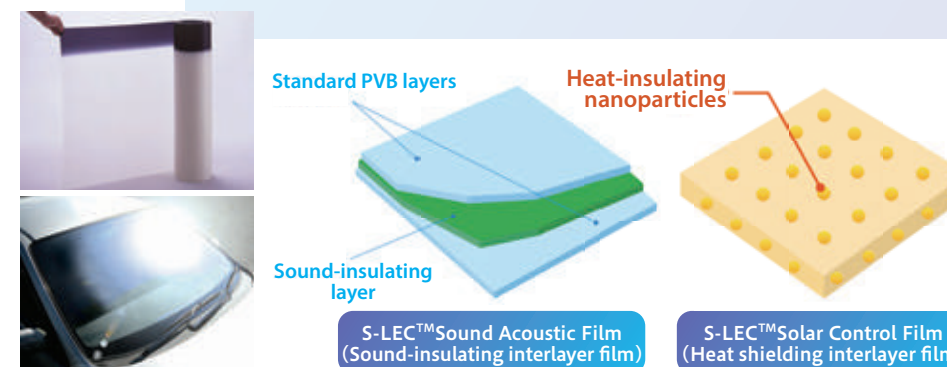 Standard PVB layers
Heat-insulating
nanoparticles
Sound-insulating
layer
S-LEC™Sound Acoustic Film
(Sound-insulating interlayer film)
S-LEC™Solar Control Film
(Heat shielding interlayer